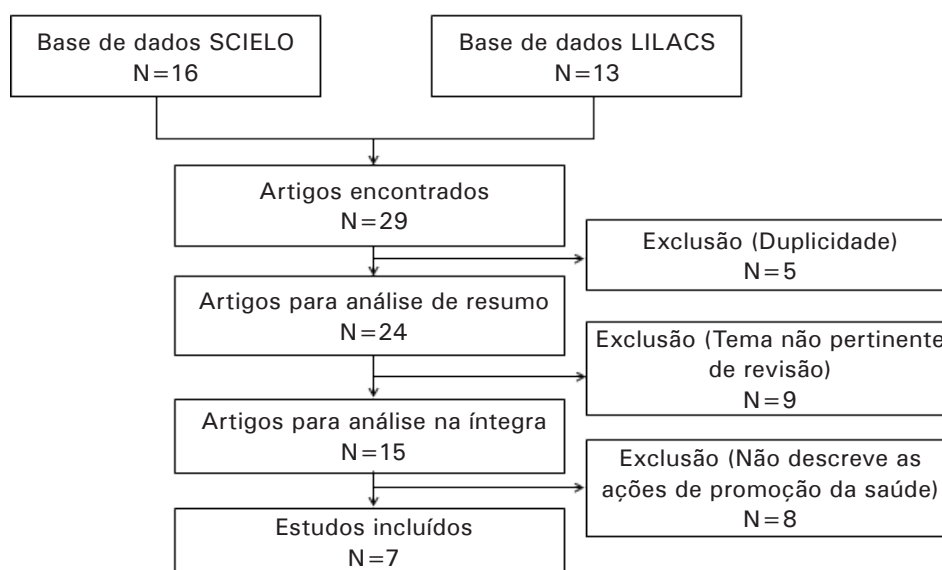 Base de dados SCIELO
N=16
Base de dados LILACS
N=13
Artigos encontrados
N=29
Exclusão (Duplicidade)
N=5
Artigos para análise de resumo
N=24
Exclusão (Tema não pertinente
de revisão)
N=9
Artigos para análise na íntegra
N=15
Exclusão (Não descreve as
ações de promoção da saúde)
N=8
Estudos incluídos
N=7